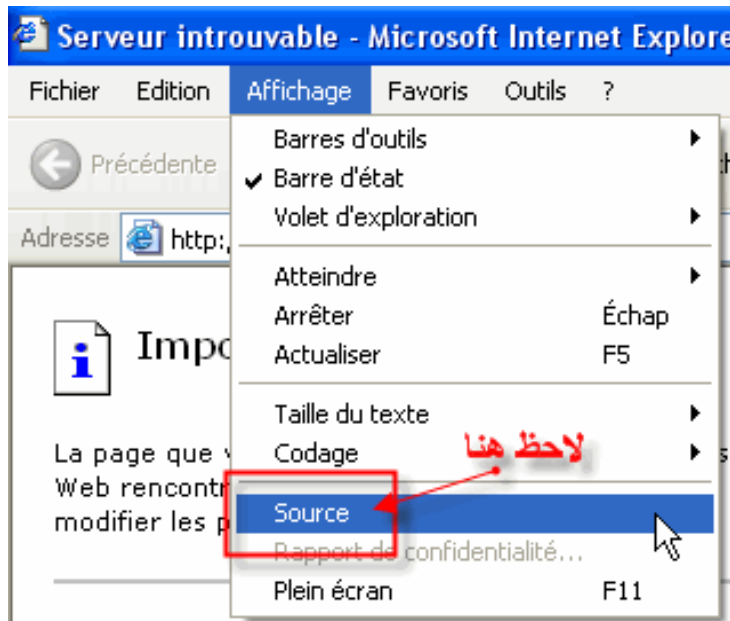 Serveur introuvable - Microsoft Internet Explore
Fichier Edition Affichage Favoris Outils ?
Précédente
Adresse http:
Barres d'outils
Barre d'état
Volet d'exploration
Atteindre
Arrêter Échap
Actualiser F5
Taille du texte
Codage
لاحظ هنا
Source
Rapport de confidentialité...
Plein écran F11
Impo
La page que
Web rencontr
modifier les p